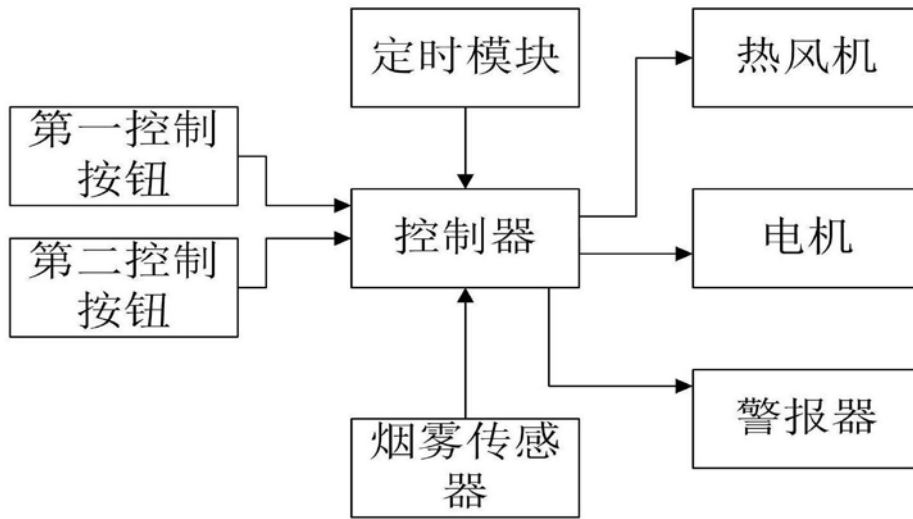 定时模块
热风机
第一控制
按钮
控制器
电机
第二控制
按钮
烟雾传感
器
警报器